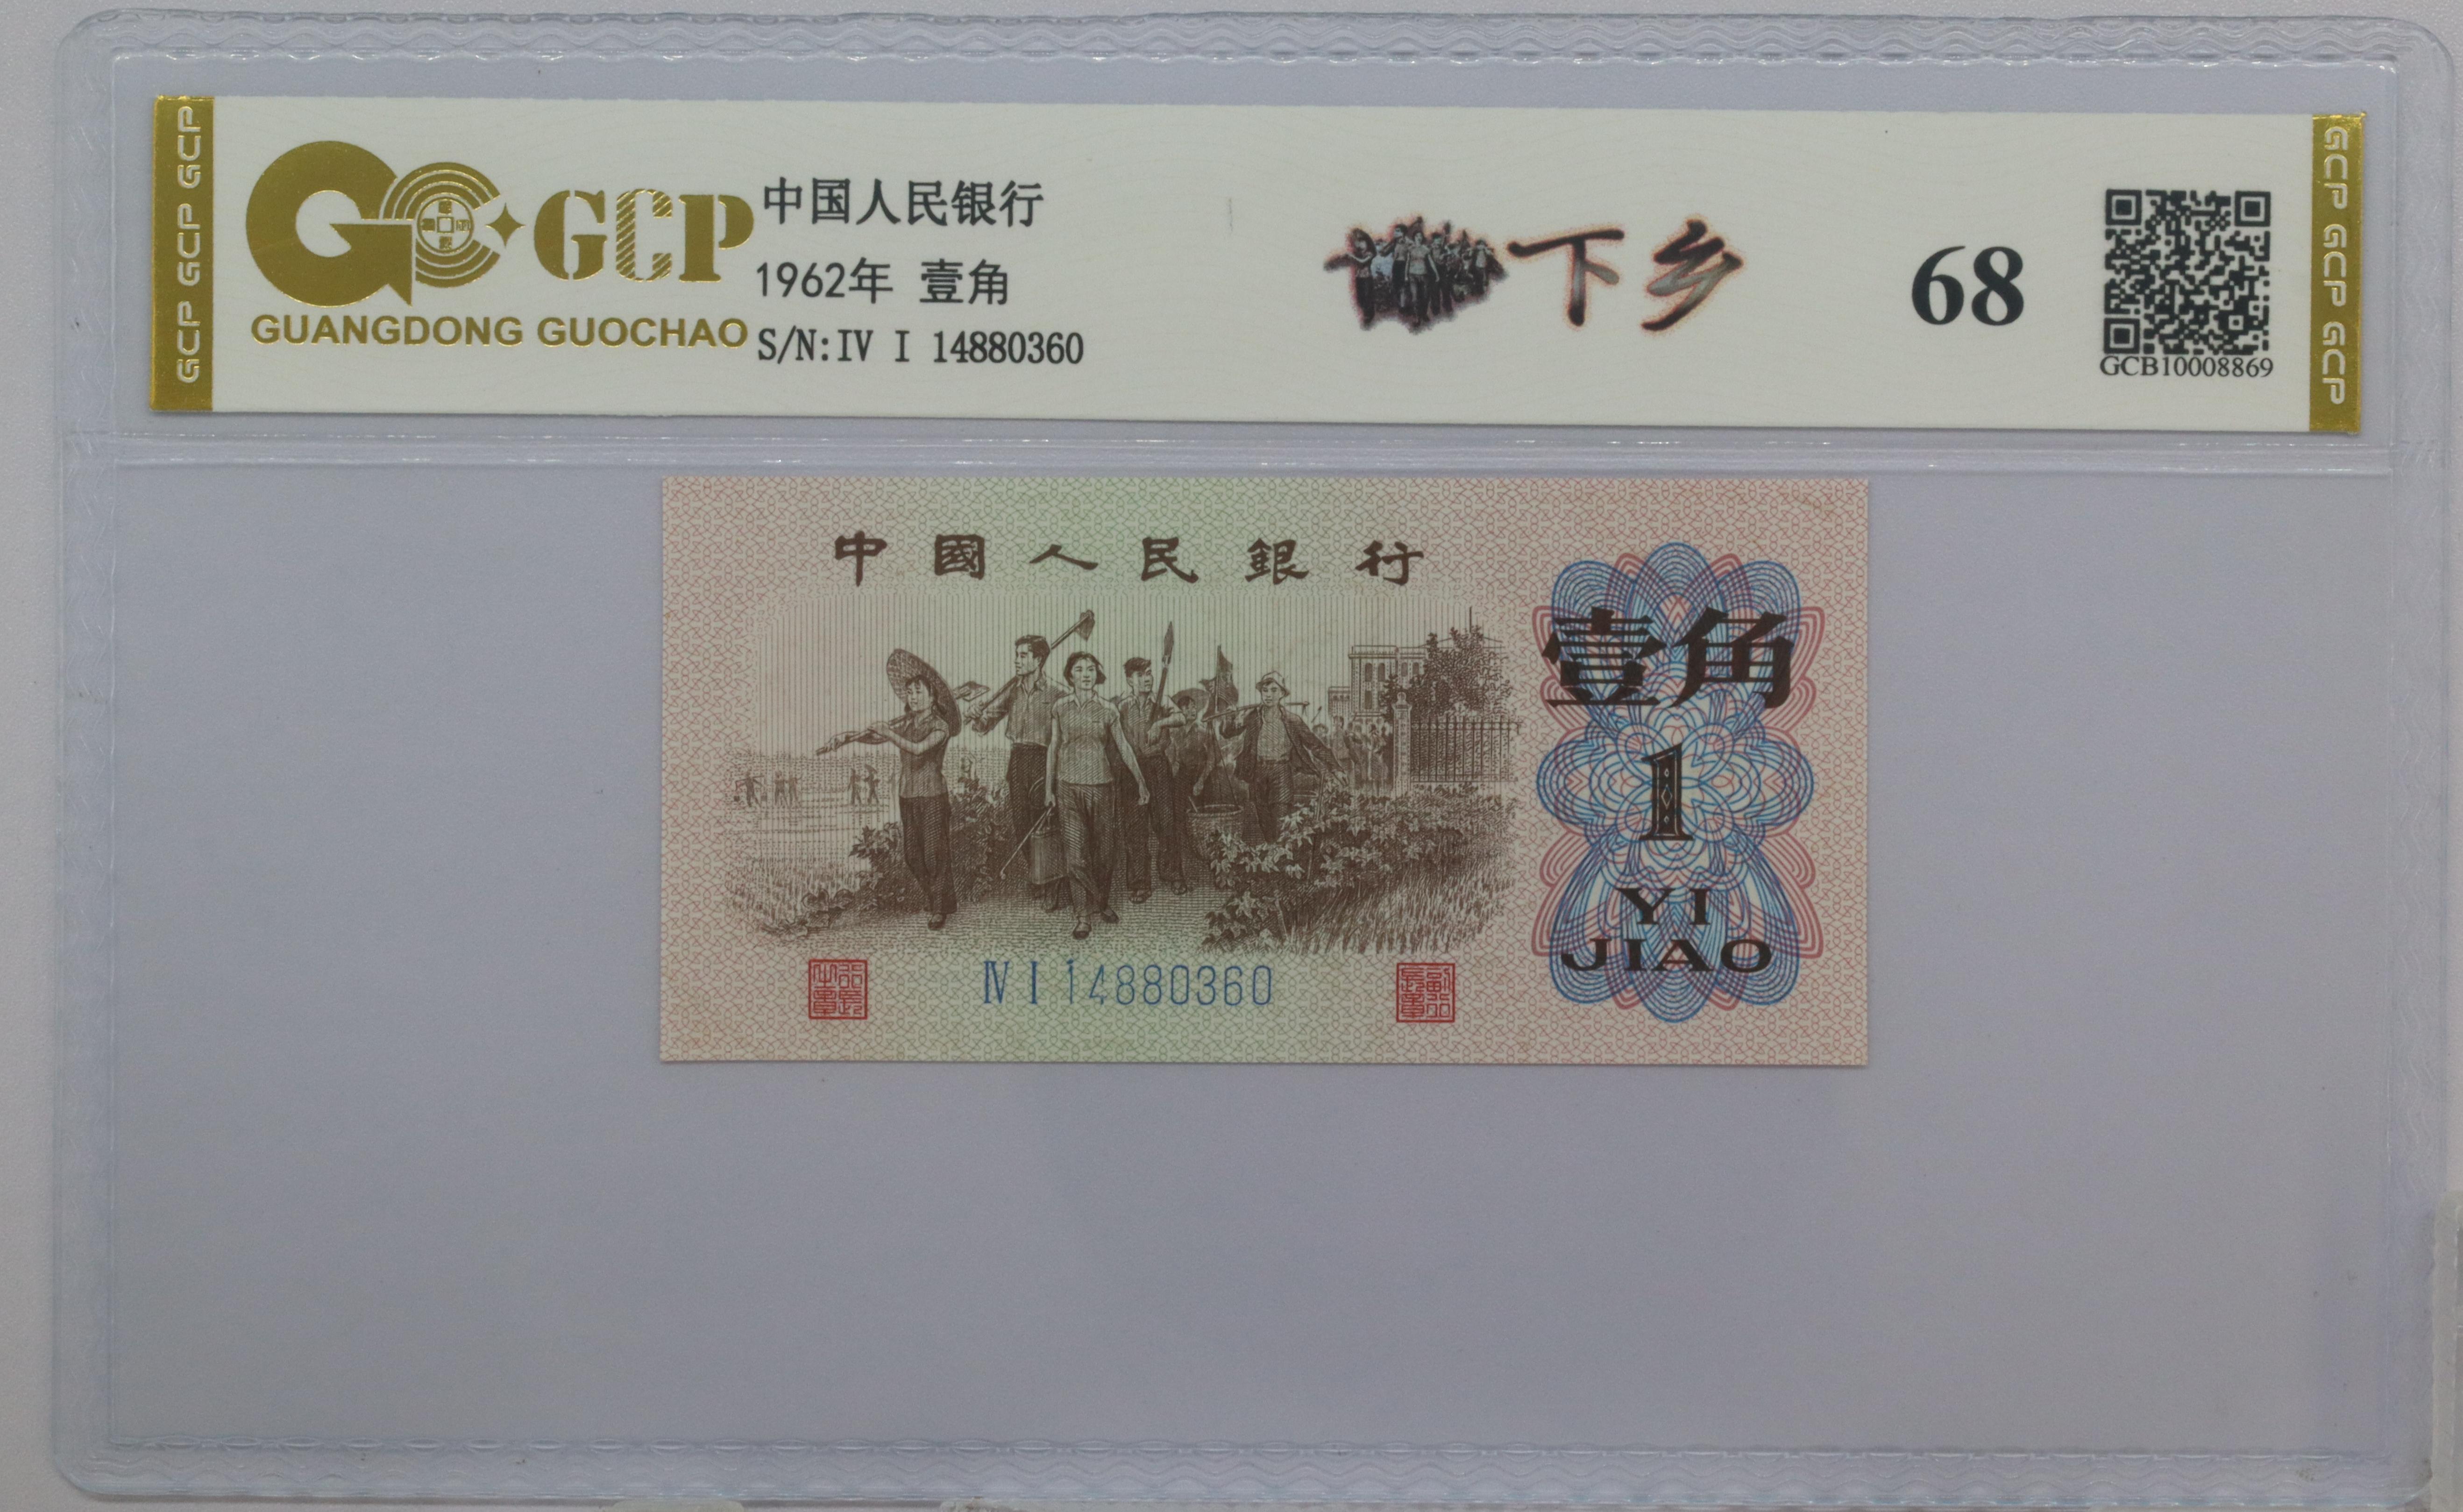 GCP GCP GCP
GCP
GUANGDONG GUOCHAO
中国人民银行
1962年 壹角
S/N:IV I 14880360
下乡
68
GCB10008869
GCP GCP GCP
中國人民銀行
壹角
1
YI
JIAO
Ⅳ Ⅰ 14880360